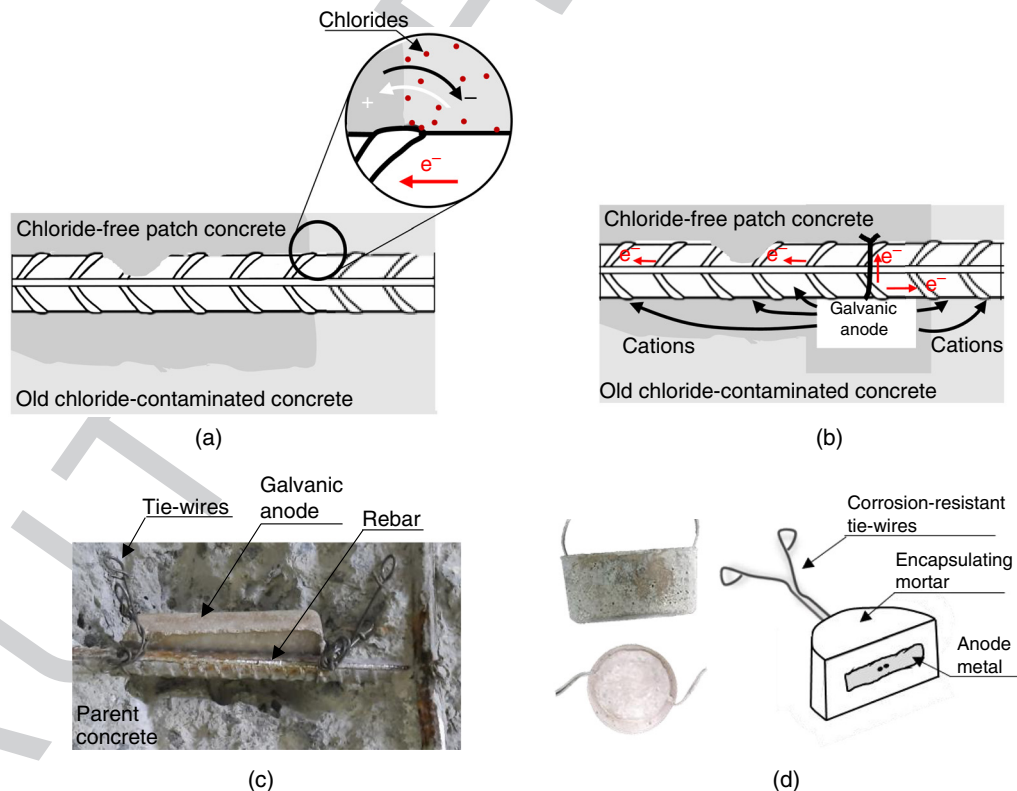 Chlorides
+
−
e−
Chloride-free patch concrete
Old chloride-contaminated concrete
(a)
Chloride-free patch concrete
e−
e−
e−
e−
Galvanic
anode
Cations
Cations
Old chloride-contaminated concrete
(b)
Tie-wires
Galvanic
anode
Rebar
Parent
concrete
(c)
Corrosion-resistant
tie-wires
Encapsulating
mortar
Anode
metal
(d)